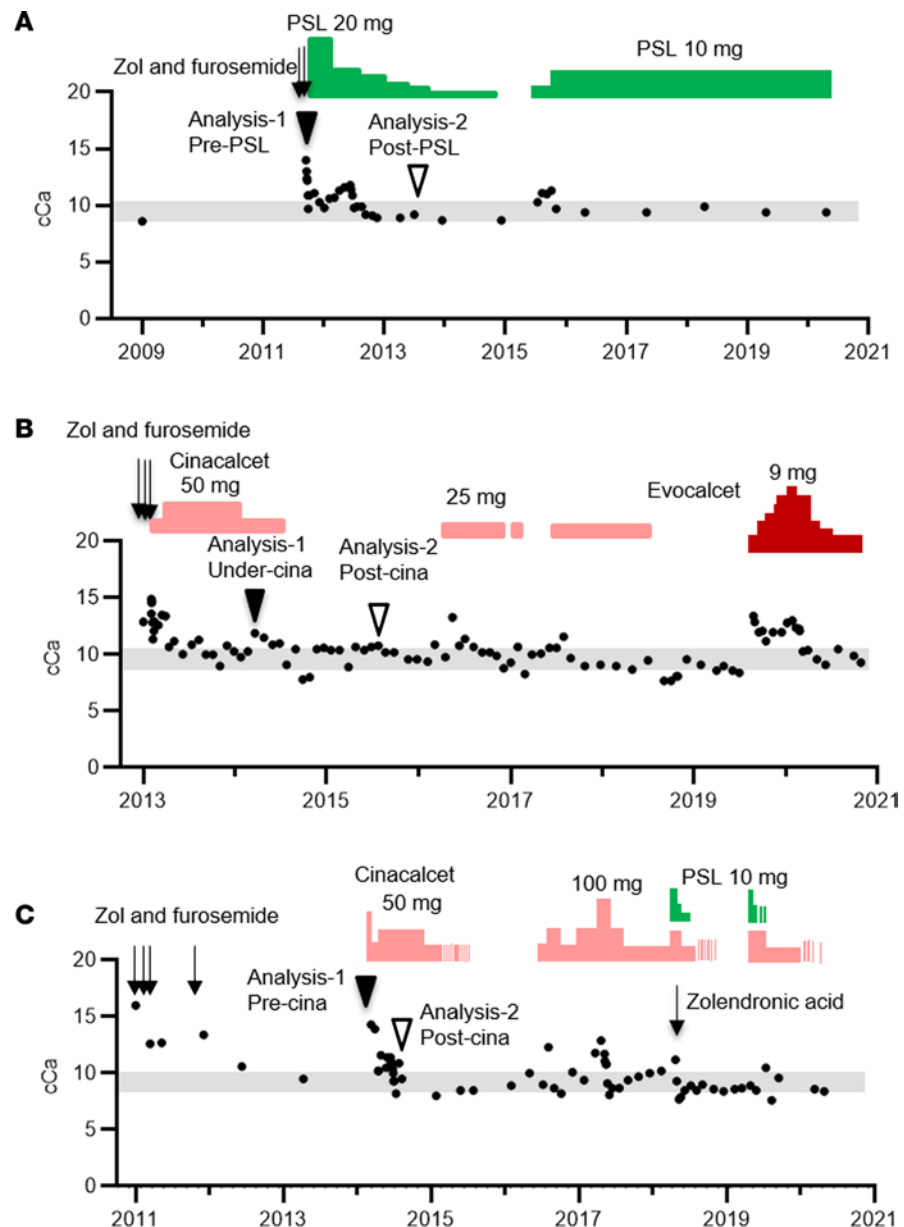 A
PSL 20 mg
PSL 10 mg
Zol and furosemide
Analysis-1
Pre-PSL
Analysis-2
Post-PSL
20
15
10
5
0
cCa
2009
2011
2013
2015
2017
2019
2021
B
Zol and furosemide
Cinacalcet
50 mg
25 mg
Evocalcet
9 mg
Analysis-1
Under-cina
Analysis-2
Post-cina
20
15
10
5
0
cCa
2013
2015
2017
2019
2021
C
Zol and furosemide
Cinacalcet
50 mg
100 mg
PSL 10 mg
Analysis-1
Pre-cina
Analysis-2
Post-cina
Zolendronic acid
20
15
10
5
0
cCa
2011
2013
2015
2017
2019
2021